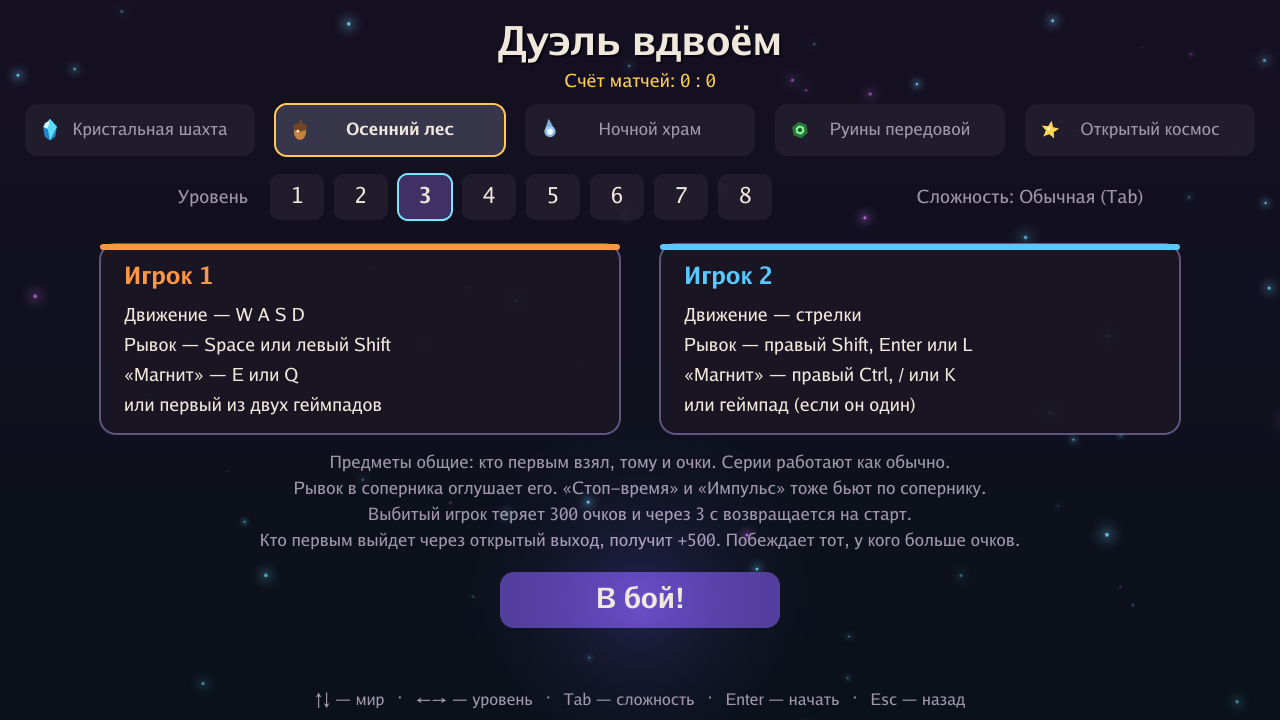 Дуэль вдвоём
Счёт матчей: 0 : 0
Кристальная шахта
Осенний лес
Ночной храм
Руины передовой
Открытый космос
Уровень 1 2 3 4 5 6 7 8 Сложность: Обычная (Tab)
Игрок 1
Движение — W A S D
Рывок — Space или левый Shift
«Магнит» — E или Q
или первый из двух геймпадов
Игрок 2
Движение — стрелки
Рывок — правый Shift, Enter или L
«Магнит» — правый Ctrl, / или K
или геймпад (если он один)
Предметы общие: кто первым взял, тому и очки. Серии работают как обычно.
Рывок в соперника оглушает его. «Стоп–время» и «Импульс» тоже бьют по сопернику.
Выбитый игрок теряет 300 очков и через 3 с возвращается на старт.
Кто первым выйдет через открытый выход, получит +500. Побеждает тот, у кого больше очков.
В бой!
↑↓ — мир · ←→ — уровень · Tab — сложность · Enter — начать · Esc — назад